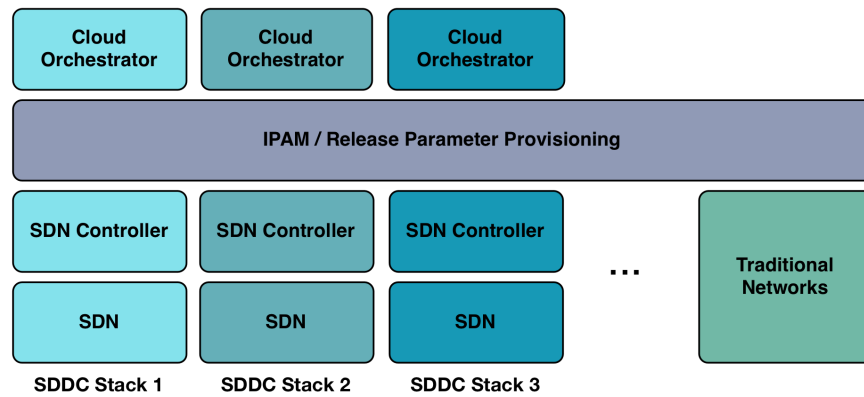 Cloud
Orchestrator
Cloud
Orchestrator
Cloud
Orchestrator
IPAM / Release Parameter Provisioning
SDN Controller
SDN Controller
SDN Controller
...
Traditional
Networks
SDN
SDN
SDN
SDDC Stack 1
SDDC Stack 2
SDDC Stack 3